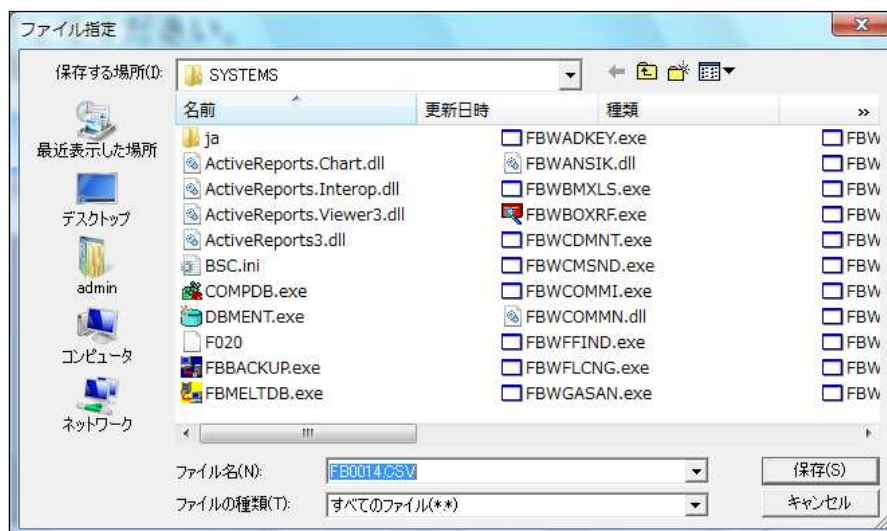 ファイル指定
保存する場所(I):
SYSTEMS
最近表示した場所
デスクトップ
admin
コンピュータ
ネットワーク
名前 更新日時 種類 »
ja FBWADKEY.exe FBW
ActiveReports.Chart.dll FBWANSIK.dll FBW
ActiveReports.Interop.dll FBWBMXLS.exe FBW
ActiveReports.Viewer3.dll FBWBOXRF.exe FBW
ActiveReports3.dll FBWCDMNT.exe FBW
BSC.ini FBWCMSND.exe FBW
COMPDB.exe FBWCOMMI.exe FBW
DBMENT.exe FBWCOMMN.dll FBW
F020 FBWFFIND.exe FBW
FBBACKUP.exe FBWFLCNG.exe FBW
FBMELTDB.exe FBWGASAN.exe FBW
ファイル名(N): FB0014.CSV 保存(S)
ファイルの種類(T): すべてのファイル(*.*) キャンセル